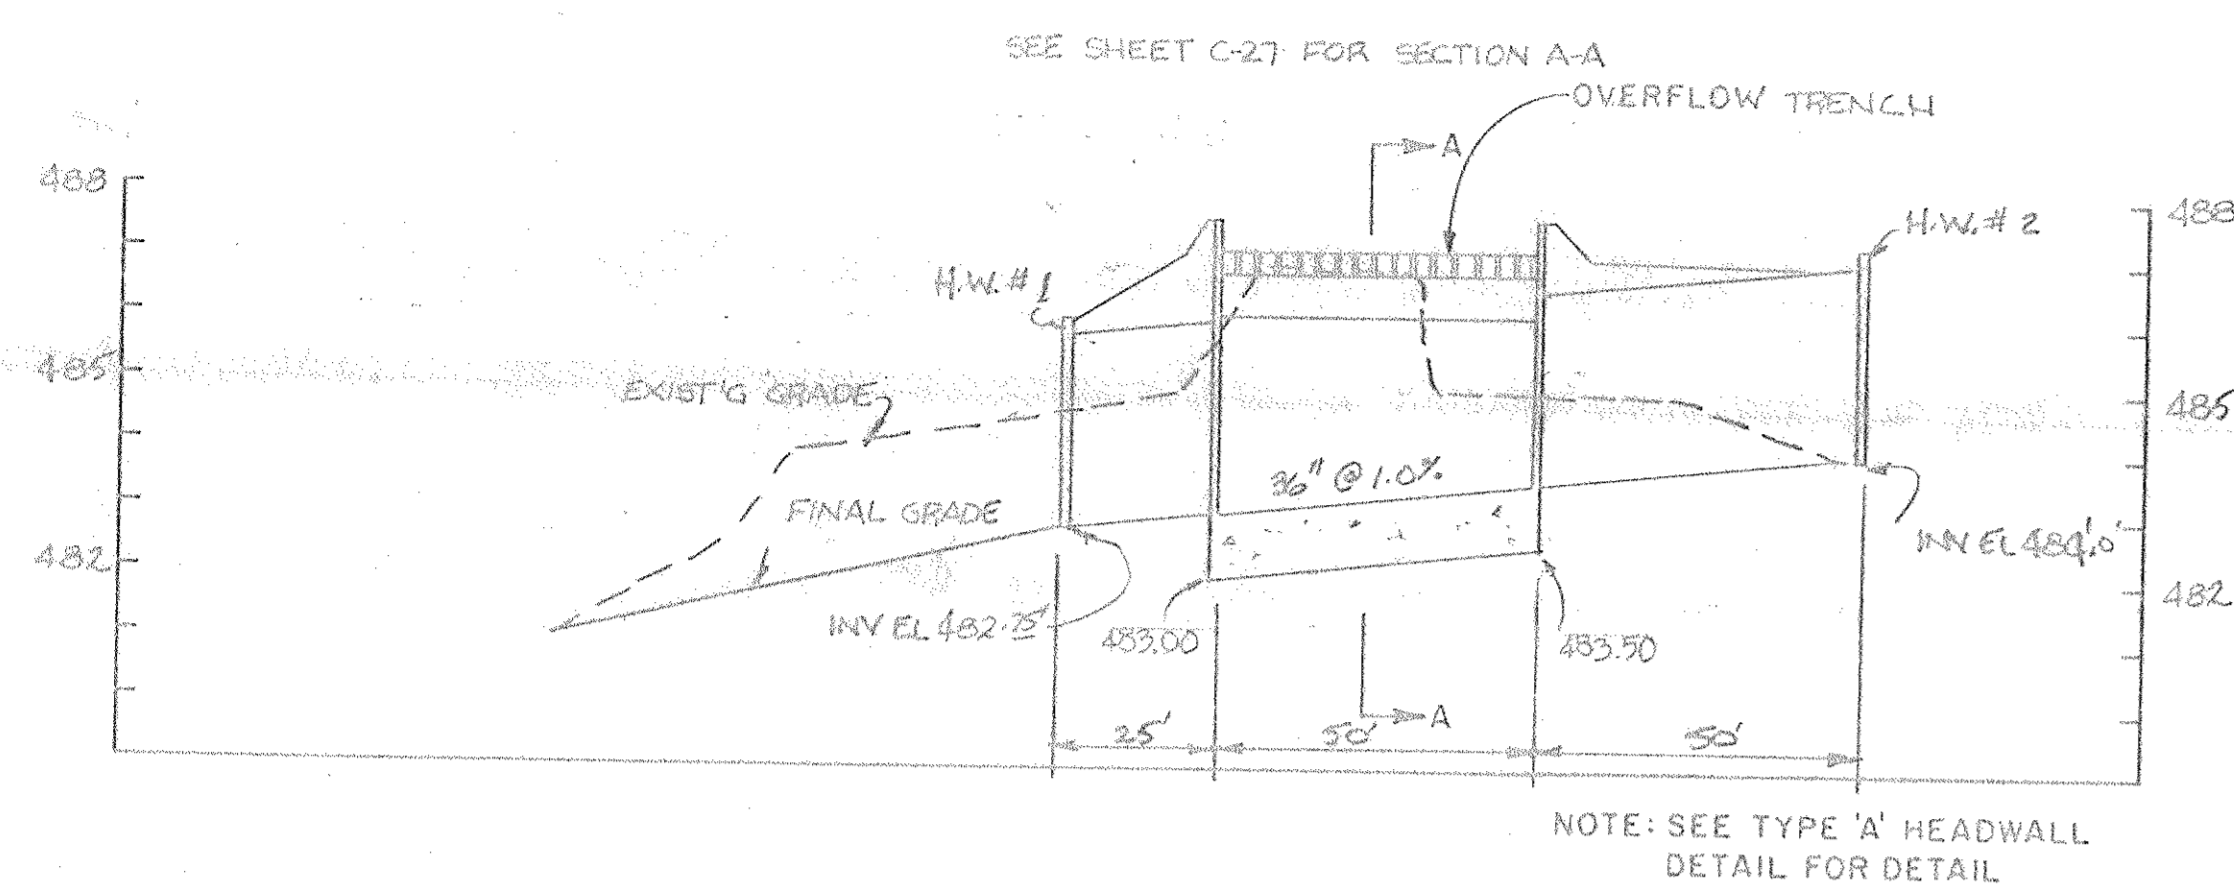 SEE SHEET C-27 FOR SECTION A-A
OVERFLOW TRENCH
A
488
488
H.W. # 2
H.W. # 1
485
485
EXIST'G GRADE
36" @ 1.0%
FINAL GRADE
INV EL 484'.0'
482
482
INV EL 482.75'
483.00
483.50
A
25'
50'
50'
NOTE: SEE TYPE 'A' HEADWALL
DETAIL FOR DETAIL